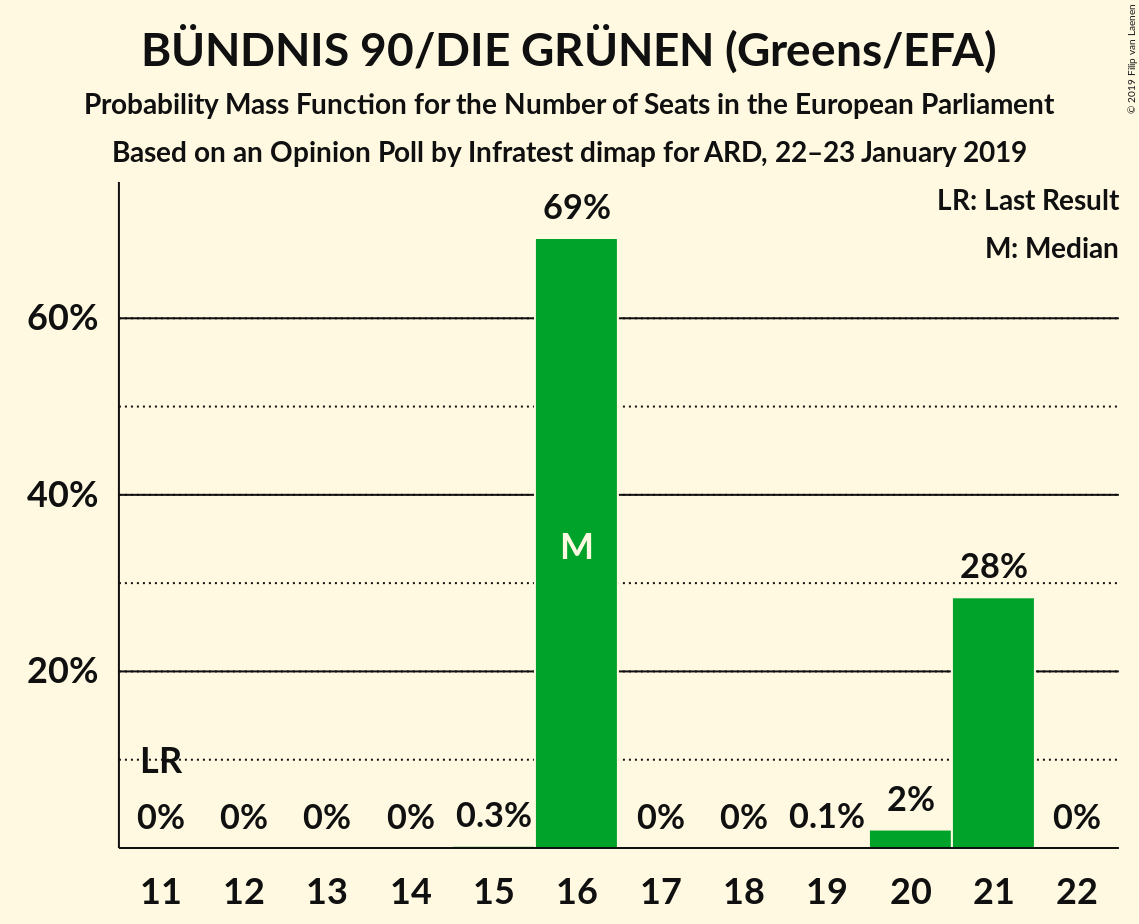 BÜNDNIS 90/DIE GRÜNEN (Greens/EFA)
Probability Mass Function for the Number of Seats in the European Parliament
Based on an Opinion Poll by Infratest dimap for ARD, 22–23 January 2019
© 2019 Filip van Laenen
LR: Last Result
M: Median
69%
60%
40%
M
28%
20%
LR
0% 0% 0% 0% 0.3% 0% 0% 0.1% 2% 0%
11 12 13 14 15 16 17 18 19 20 21 22